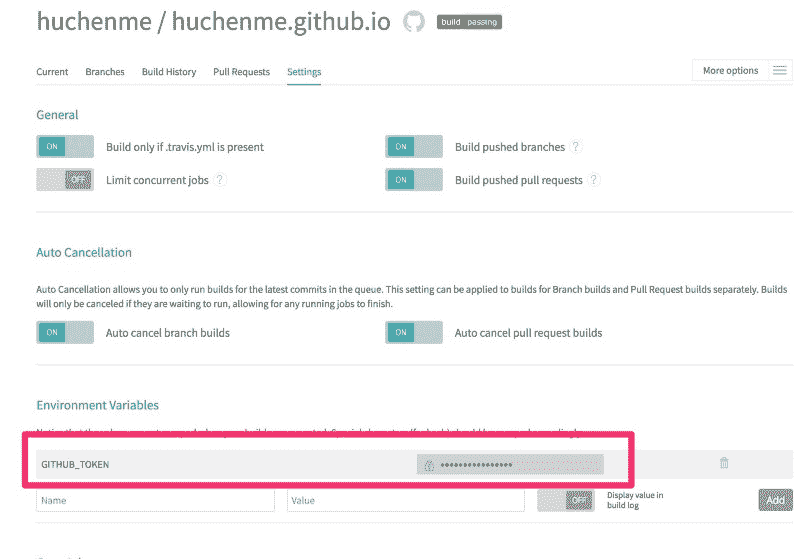 huchenme / huchenme.github.io build passing
Current Branches Build History Pull Requests Settings More options
General
ON Build only if .travis.yml is present ON Build pushed branches ?
OFF Limit concurrent jobs ? ON Build pushed pull requests ?
Auto Cancellation
Auto Cancellation allows you to only run builds for the latest commits in the queue. This setting can be applied to builds for Branch builds and Pull Request builds separately. Builds
will only be canceled if they are waiting to run, allowing for any running jobs to finish.
ON Auto cancel branch builds ON Auto cancel pull request builds
Environment Variables
GITHUB_TOKEN ••••••••••••••••
Name Value OFF Display value in
build log Add